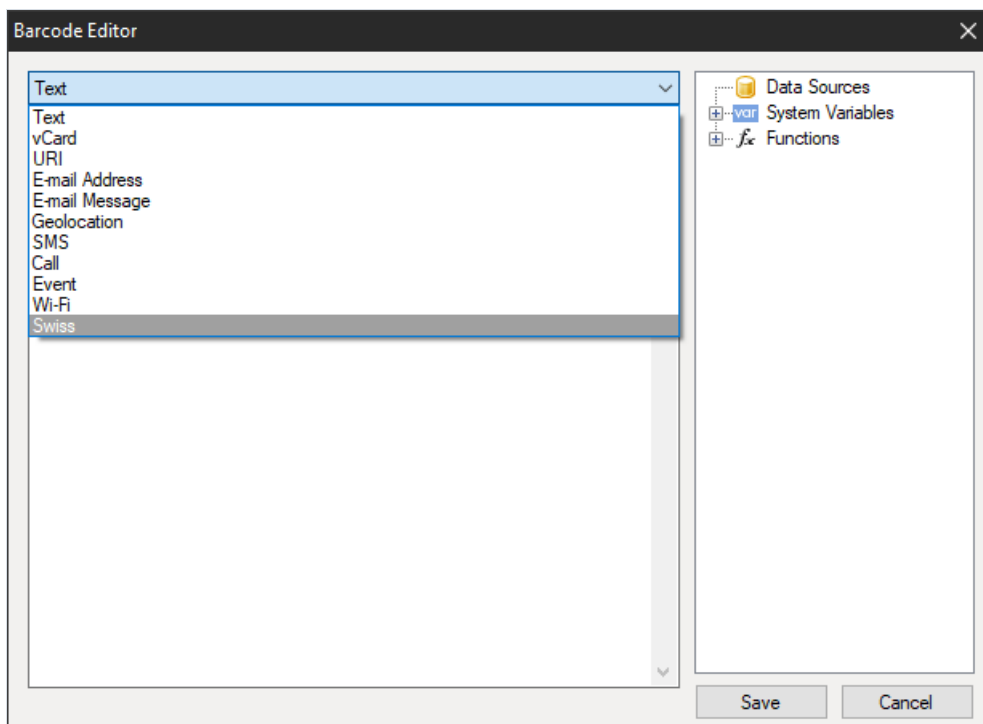 Barcode Editor
Text
Text
vCard
URI
E-mail Address
E-mail Message
Geolocation
SMS
Call
Event
Wi-Fi
Swiss
Data Sources
var System Variables
fx Functions
Save Cancel